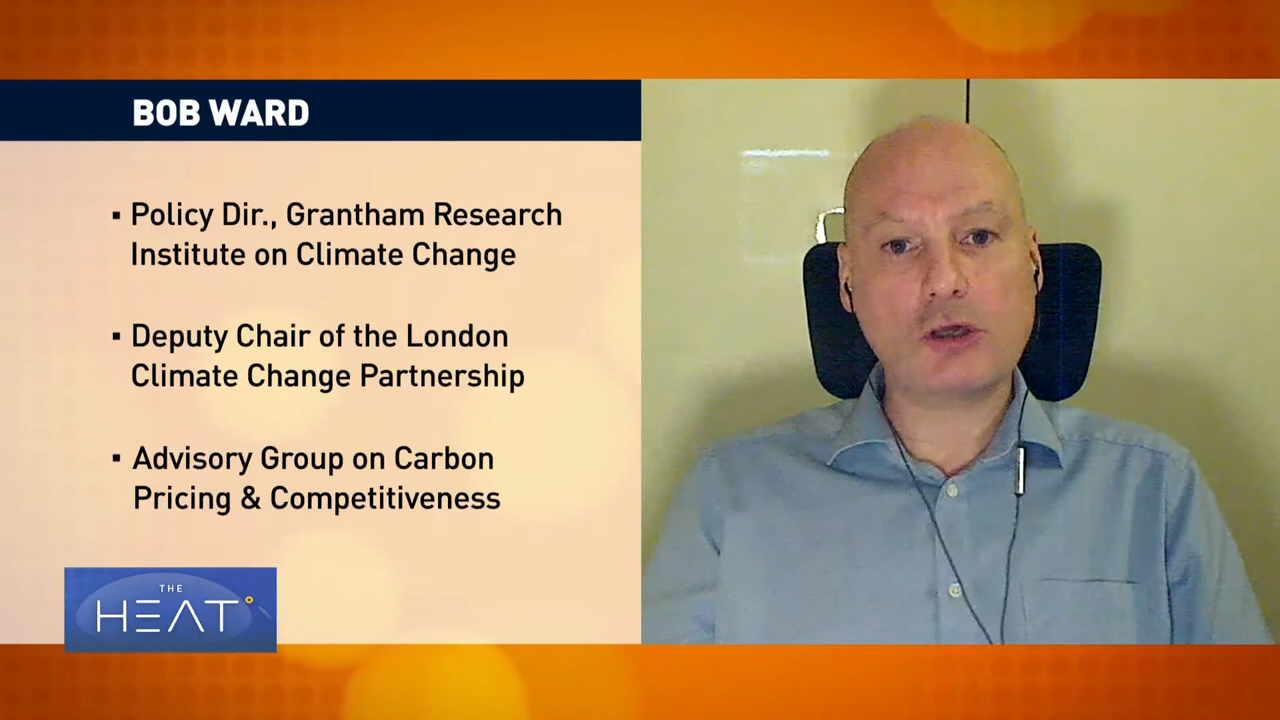 BOB WARD
▪ Policy Dir., Grantham Research
Institute on Climate Change
▪ Deputy Chair of the London
Climate Change Partnership
▪ Advisory Group on Carbon
Pricing & Competitiveness
THE
HEAT°